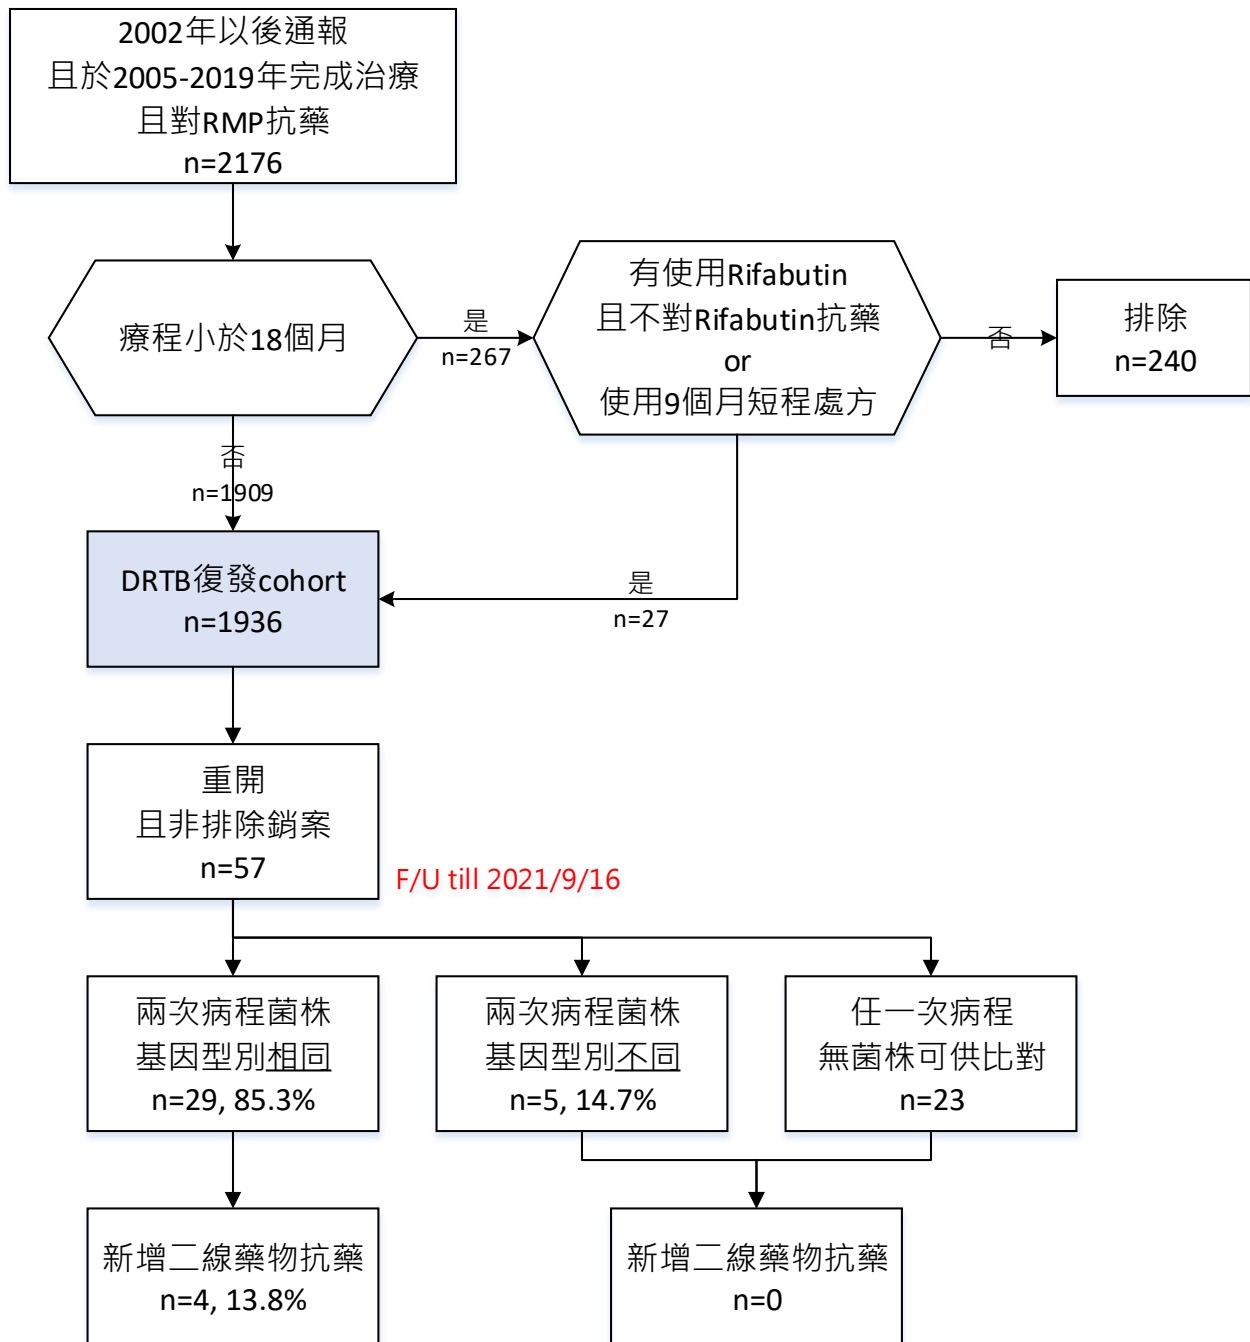 2002年以後通報
且於2005-2019年完成治療
且對RMP抗藥
n=2176
療程小於18個月
是
n=267
有使用Rifabutin
且不對Rifabutin抗藥
or
使用9個月短程處方
否
排除
n=240
否
n=1909
DRTB復發cohort
n=1936
是
n=27
重開
且非排除銷案
n=57
F/U till 2021/9/16
兩次病程菌株
基因型別相同
n=29, 85.3%
兩次病程菌株
基因型別不同
n=5, 14.7%
任一次病程
無菌株可供比對
n=23
新增二線藥物抗藥
n=4, 13.8%
新增二線藥物抗藥
n=0